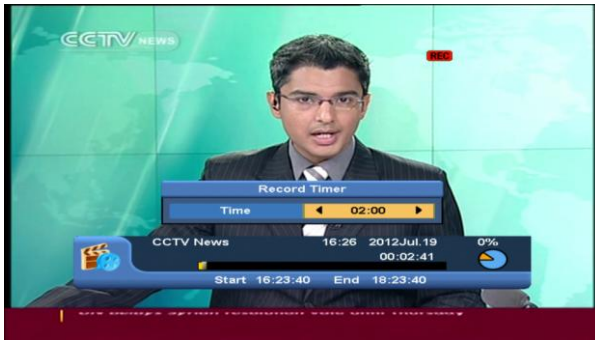 CCTV NEWS
REC
Record Timer
Time 02:00
CCTV News 16:26 2012Jul.19 0%
00:02:41
Start 16:23:40 End 18:23:40